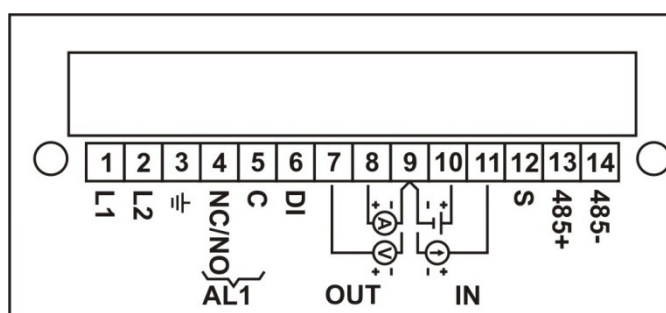 1 2 3 4 5 6 7 8 9 10 11 12 13 14
L1 L2 NC/NO C DI S 485+ 485-
+ - - +
A
V
+ - - +
AL1 OUT IN